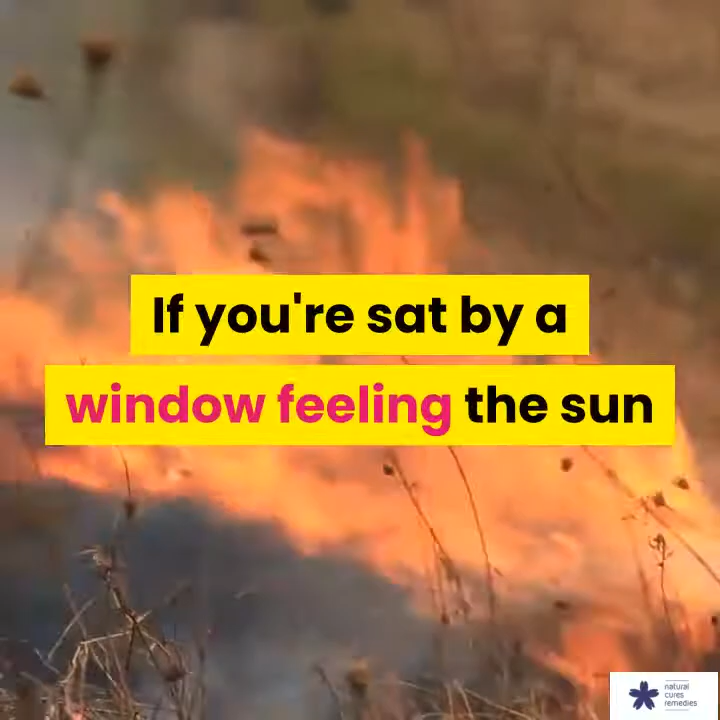 If you're sat by a
window feeling the sun
natural
cures
remedies